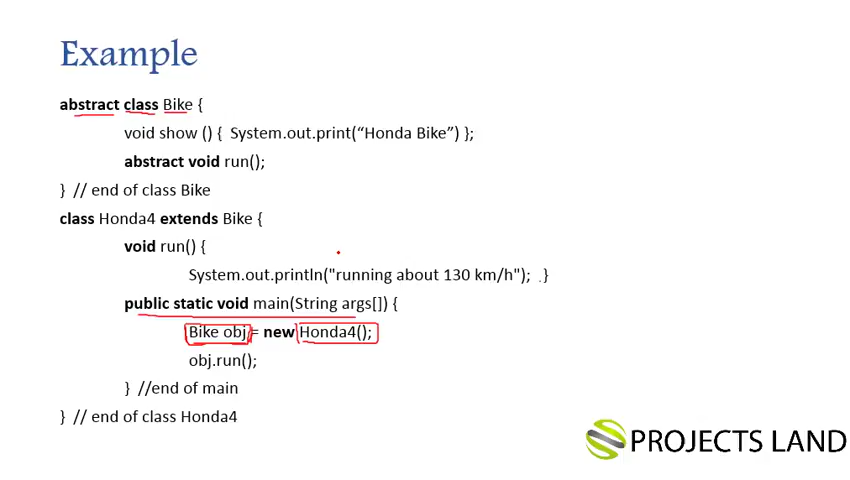 Example
abstract class Bike {
void show () { System.out.print(“Honda Bike”) };
abstract void run();
} // end of class Bike
class Honda4 extends Bike {
void run() {
System.out.println("running about 130 km/h"); .}
public static void main(String args[]) {
Bike obj = new Honda4();
obj.run();
} //end of main
} // end of class Honda4
PROJECTS LAND